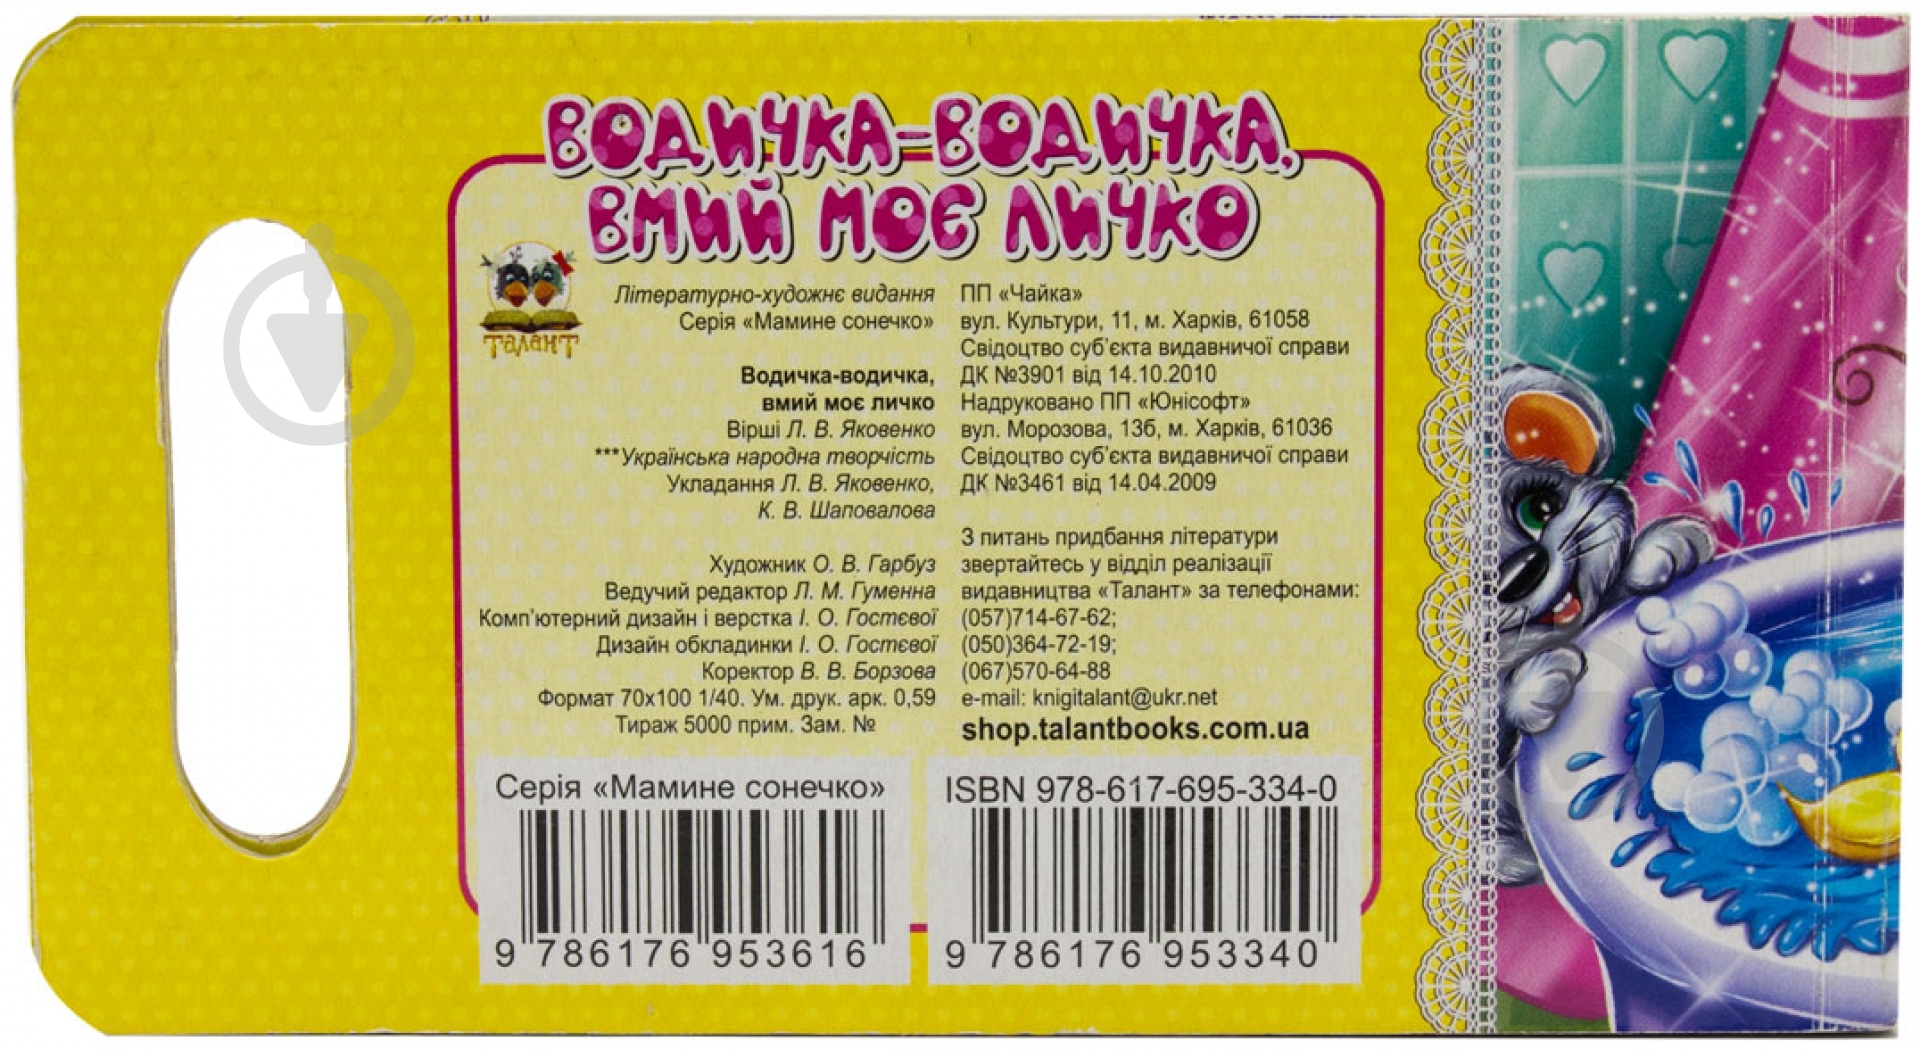 ВОДИЧКА-ВОДИЧКА,
ВМИЙ МОЄ ЛИЧКО
талант
Літературно-художнє видання
Серія «Мамине сонечко»
Водичка-водичка,
вмий моє личко
Вірші Л. В. Яковенко
***Українська народна творчість
Укладання Л. В. Яковенко,
К. В. Шаповалова
Художник О. В. Гарбуз
Ведучий редактор Л. М. Гуменна
Комп'ютерний дизайн і верстка І. О. Гостєвої
Дизайн обкладинки І. О. Гостєвої
Коректор В. В. Борзова
Формат 70х100 1/40. Ум. друк. арк. 0,59
Тираж 5000 прим. Зам. №
ПП «Чайка»
вул. Культури, 11, м. Харків, 61058
Свідоцтво суб'єкта видавничої справи
ДК №3901 від 14.10.2010
Надруковано ПП «Юнісофт»
вул. Морозова, 13б, м. Харків, 61036
Свідоцтво суб'єкта видавничої справи
ДК №3461 від 14.04.2009
З питань придбання літератури
звертайтесь у відділ реалізації
видавництва «Талант» за телефонами:
(057)714-67-62;
(050)364-72-19;
(067)570-64-88
e-mail: knigitalant@ukr.net
shop.talantbooks.com.ua
Серія «Мамине сонечко»
9 786176 953616
ISBN 978-617-695-334-0
9 786176 953340